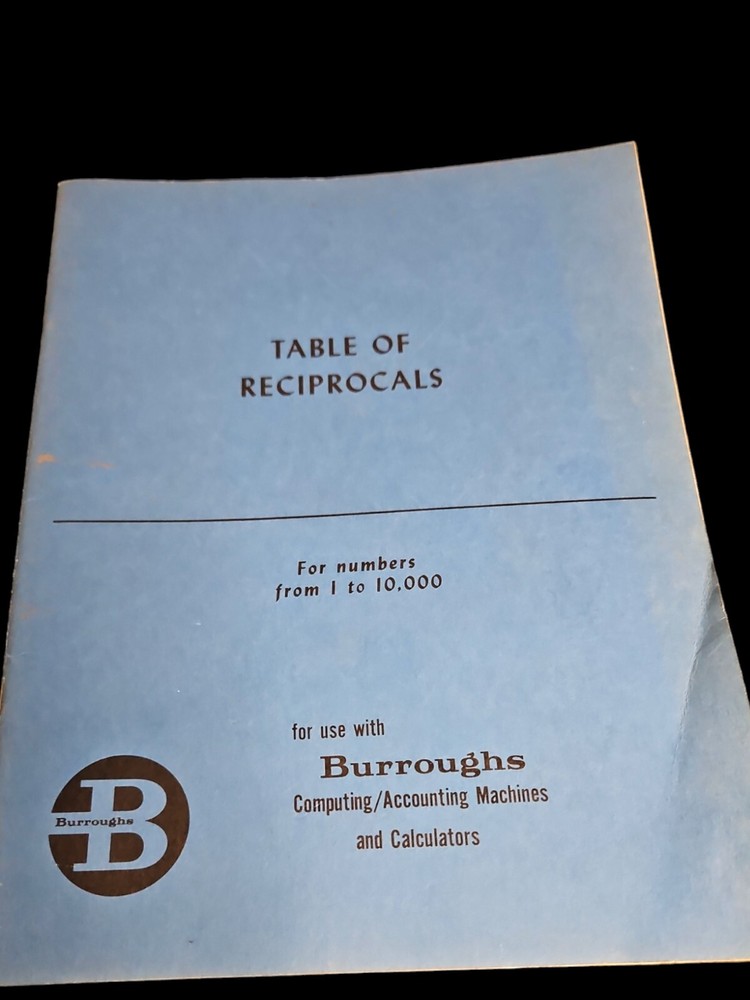 TABLE OF
RECIPROCALS
For numbers
from 1 to 10,000
for use with
Burroughs
Computing/Accounting Machines
and Calculators
B
Burroughs